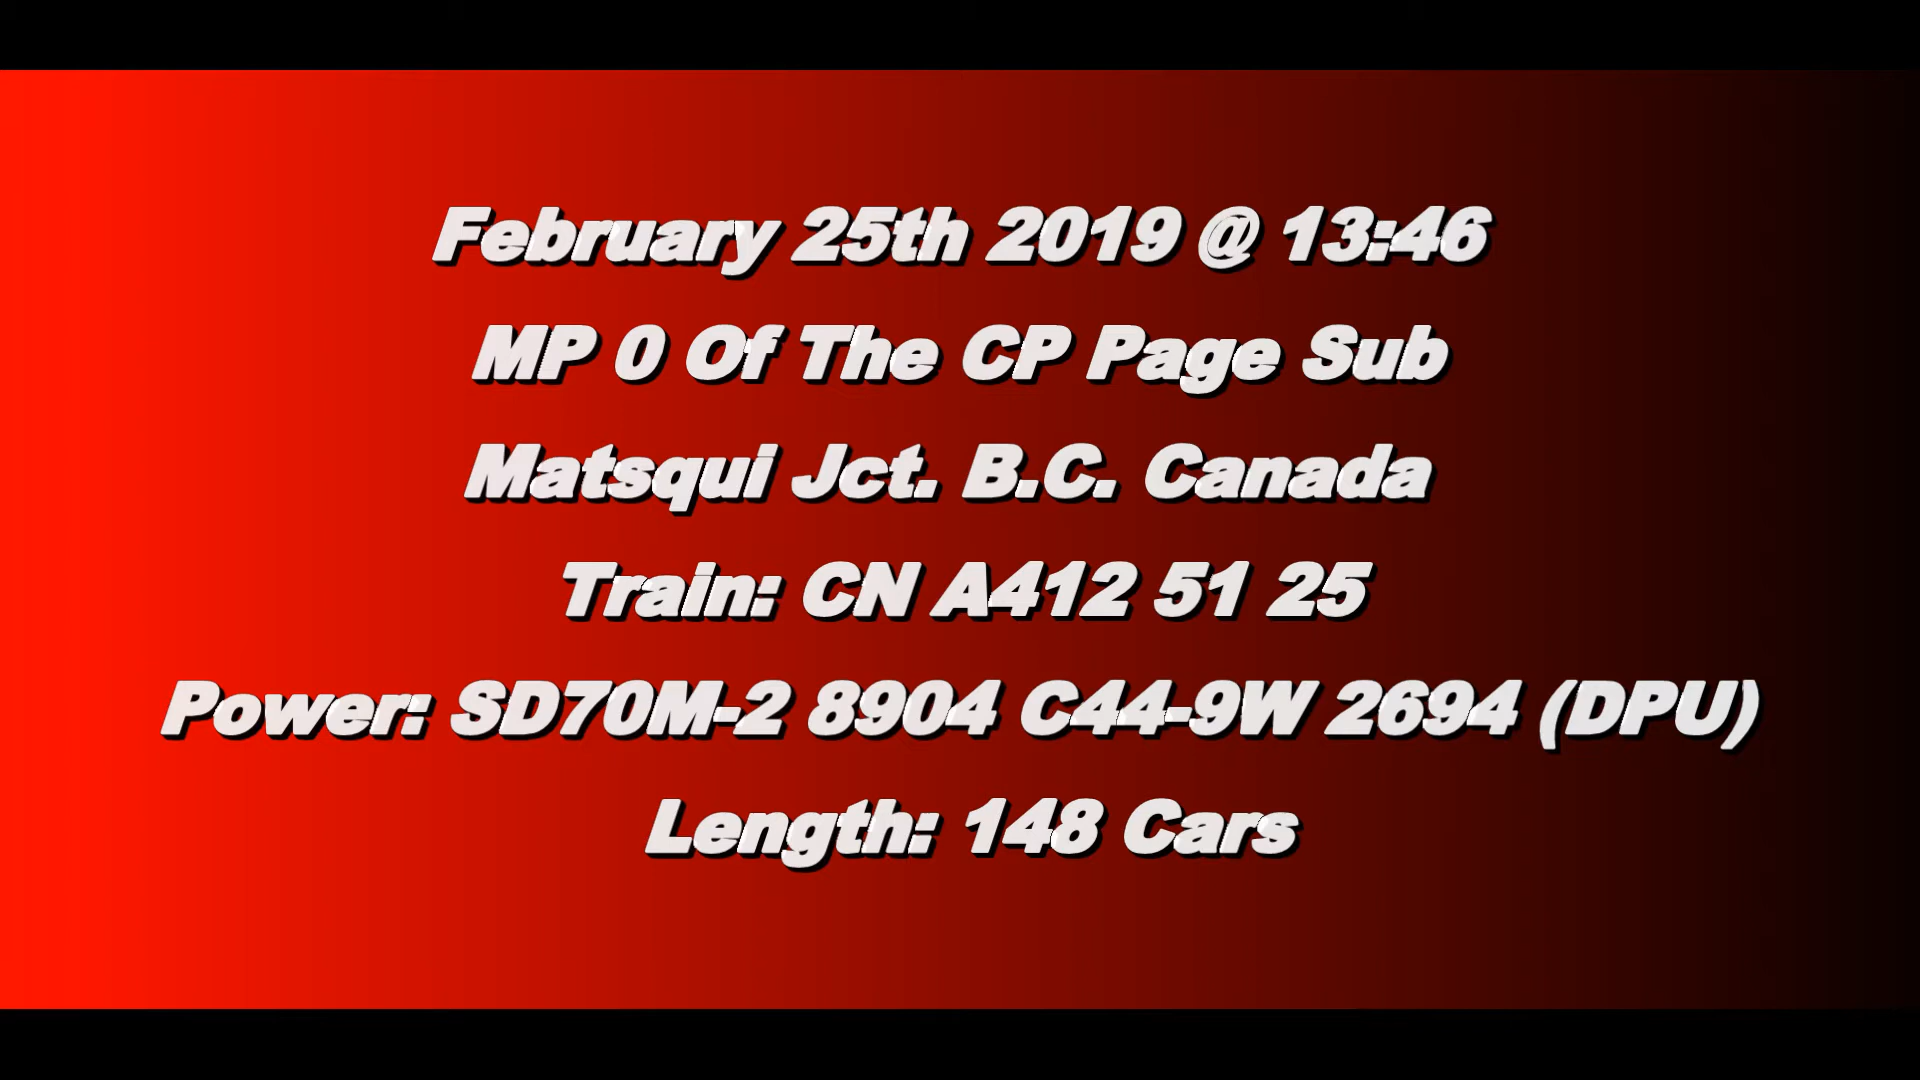 February 25th 2019 @ 13:46
MP 0 Of The CP Page Sub
Matsqui Jct. B.C. Canada
Train: CN A412 51 25
Power: SD70M-2 8904 C44-9W 2694 (DPU)
Length: 148 Cars